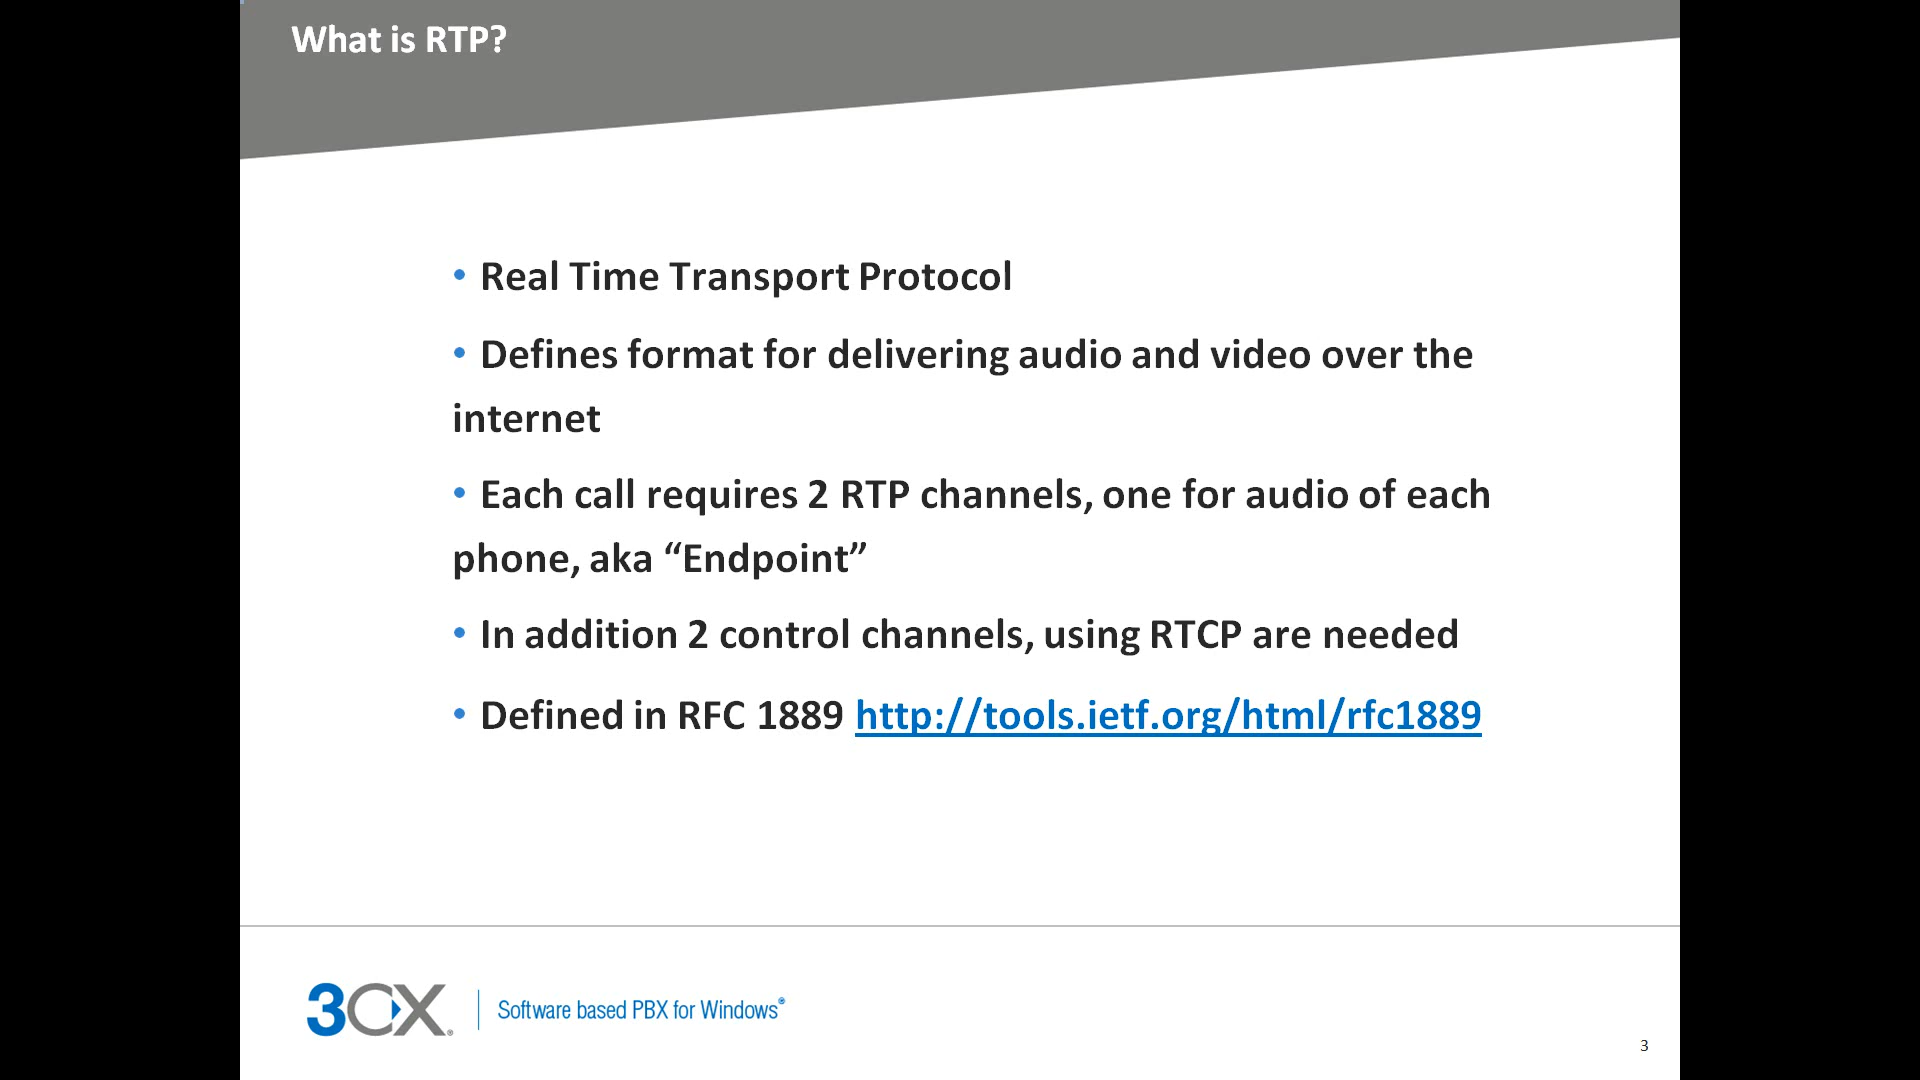 What is RTP?
• Real Time Transport Protocol
• Defines format for delivering audio and video over the
internet
• Each call requires 2 RTP channels, one for audio of each
phone, aka “Endpoint”
• In addition 2 control channels, using RTCP are needed
• Defined in RFC 1889 http://tools.ietf.org/html/rfc1889
3CX® Software based PBX for Windows®
3